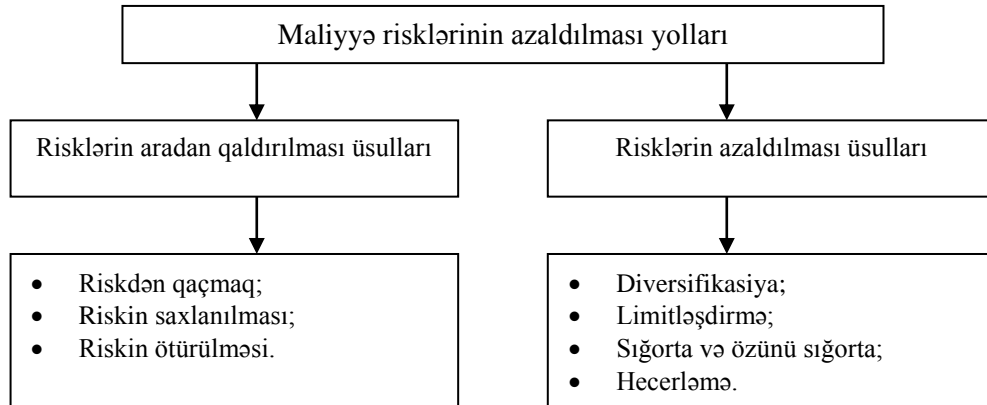 Maliyyə risklərinin azaldılması yolları
Risklərin aradan qaldırılması üsulları
Risklərin azaldılması üsulları
• Riskdən qaçmaq;
• Riskin saxlanılması;
• Riskin ötürülməsi.
• Diversifikasiya;
• Limitləşdirmə;
• Sığorta və özünü sığorta;
• Hecerləmə.